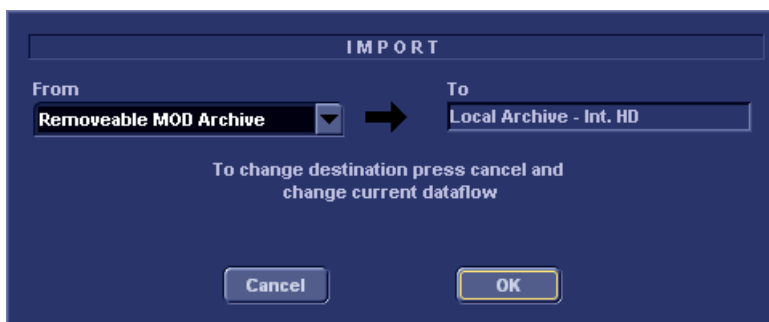 IMPORT
From
To
Removeable MOD Archive
Local Archive - Int. HD
To change destination press cancel and
change current dataflow
Cancel
OK